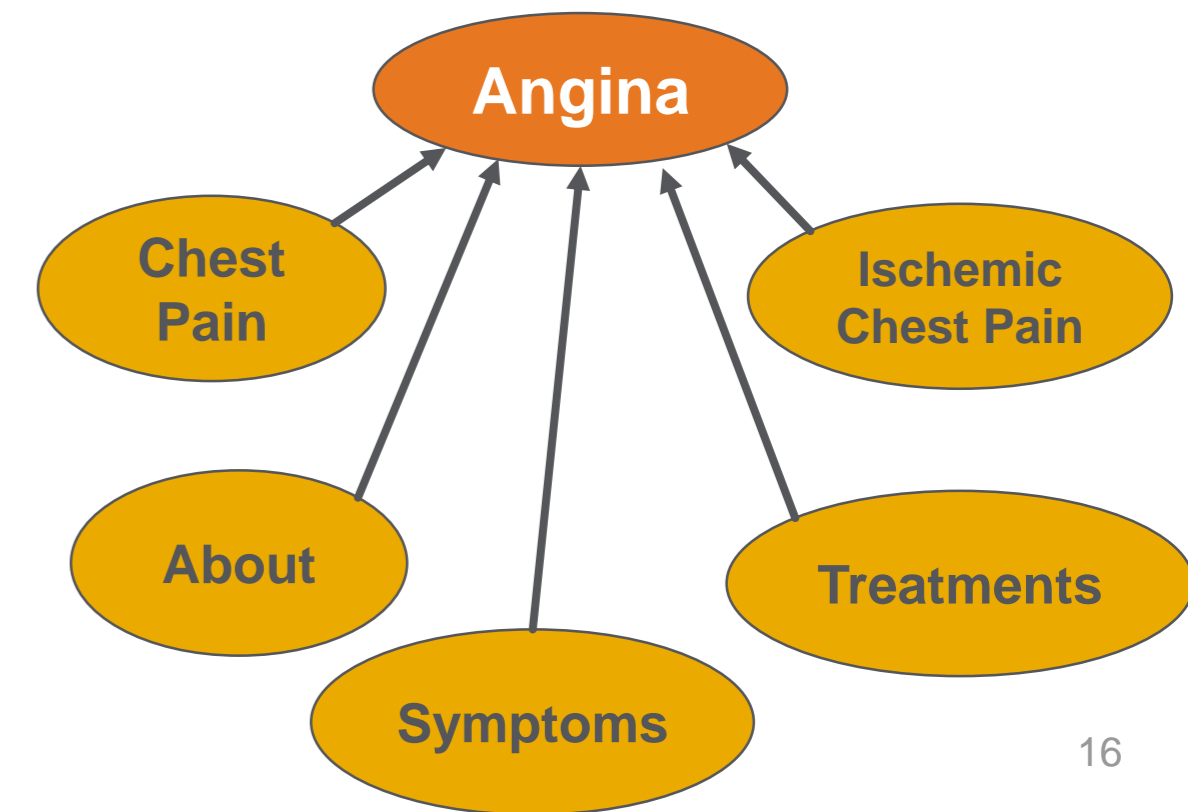 Angina
Chest
Pain
Ischemic
Chest Pain
About
Treatments
Symptoms
16